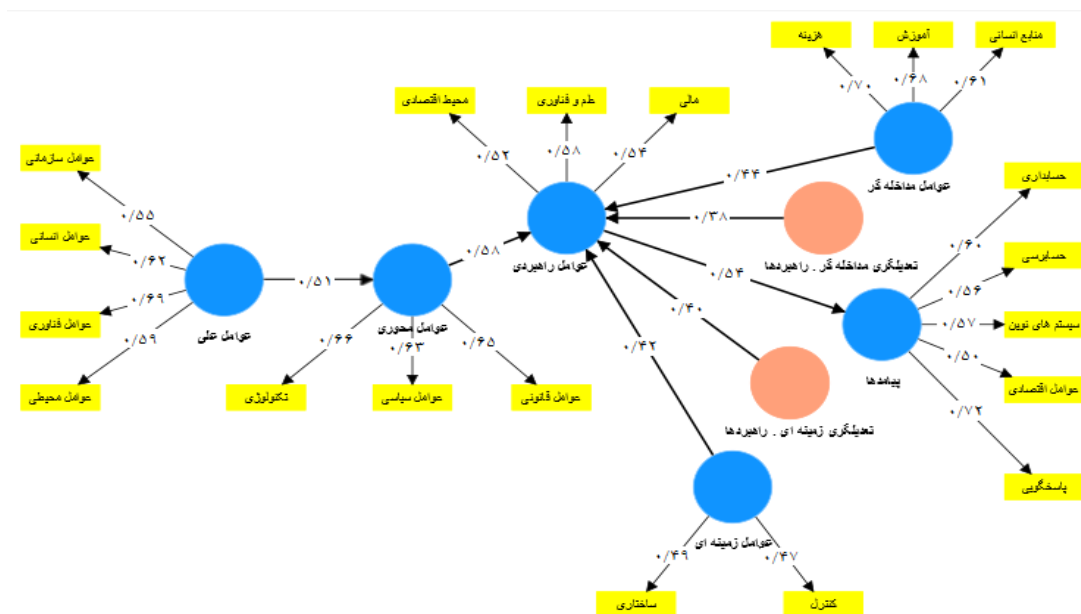 منابع انسانی
آموزش
هزینه
۰/۶۱
۰/۶۸
۰/۷۰
عوامل مداخله گر
۰/۴۴
مالی
علم و فناوری
محیط اقتصادی
۰/۵۴
۰/۵۸
۰/۵۲
عوامل راهبردی
۰/۳۸
تعدیلگری مداخله گر . راهبردها
۰/۴۰
تعدیلگری زمینه ای . راهبردها
۰/۵۴
پیامدها
حسابداری
۰/۶۰
حسابرسی
۰/۵۶
سیستم های نوین
۰/۵۷
عوامل اقتصادی
۰/۵۰
پاسخگویی
۰/۷۲
۰/۴۲
عوامل زمینه ای
۰/۴۷
۰/۴۹
کنترل
ساختاری
۰/۵۸
عوامل محوری
۰/۶۵
۰/۶۳
۰/۶۶
عوامل قانونی
عوامل سیاسی
تکنولوژی
۰/۵۱
عوامل علی
۰/۵۵
۰/۶۲
۰/۶۹
۰/۵۹
عوامل سازمانی
عوامل انسانی
عوامل فناوری
عوامل محیطی